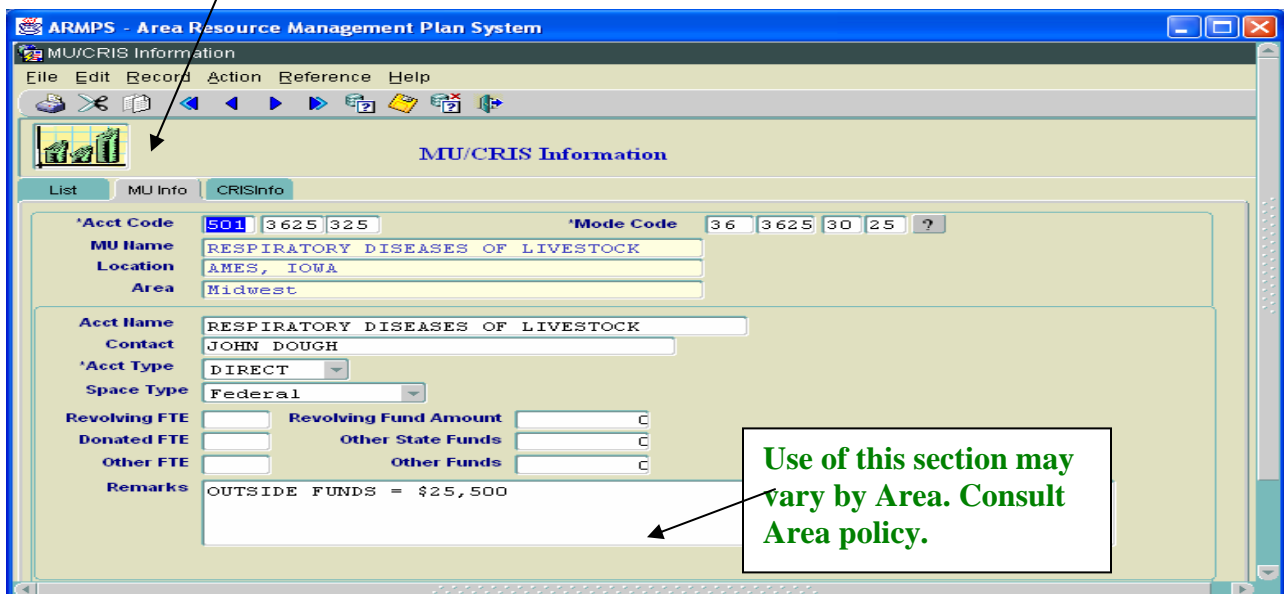 ARMPS - Area Resource Management Plan System
MU/CRIS Information
File Edit Record Action Reference Help
MU/CRIS Information
List MU Info CRISInfo
*Acct Code 501 3625 325 *Mode Code 36 3625 30 25 ?
MU Name RESPIRATORY DISEASES OF LIVESTOCK
Location AMES, IOWA
Area Midwest
Acct Name RESPIRATORY DISEASES OF LIVESTOCK
Contact JOHN DOUGH
*Acct Type DIRECT
Space Type Federal
Revolving FTE Revolving Fund Amount
Donated FTE Other State Funds
Other FTE Other Funds
Remarks OUTSIDE FUNDS = $25,500
Use of this section may
vary by Area. Consult
Area policy.